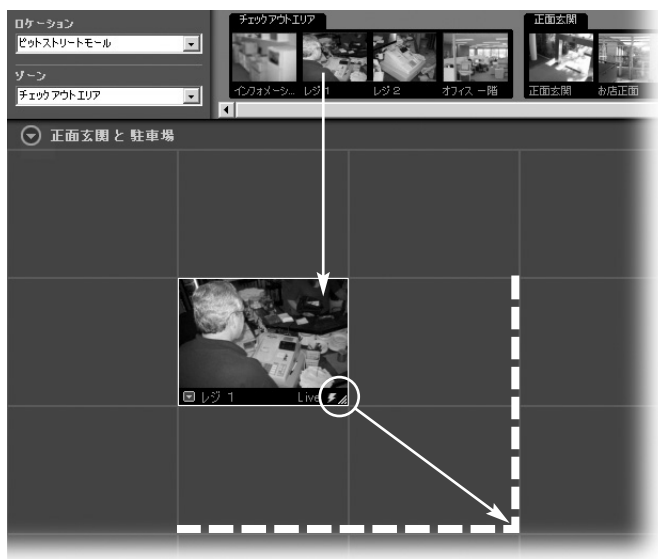 ロケーション
ピットストリートモール
ゾーン
チェックアウトエリア
チェックアウトエリア
インフォメーシ... レジ 1 レジ 2 オフィス 一階
正面玄関
正面玄関 お店正面
正面玄関 と 駐車場
レジ 1 Live